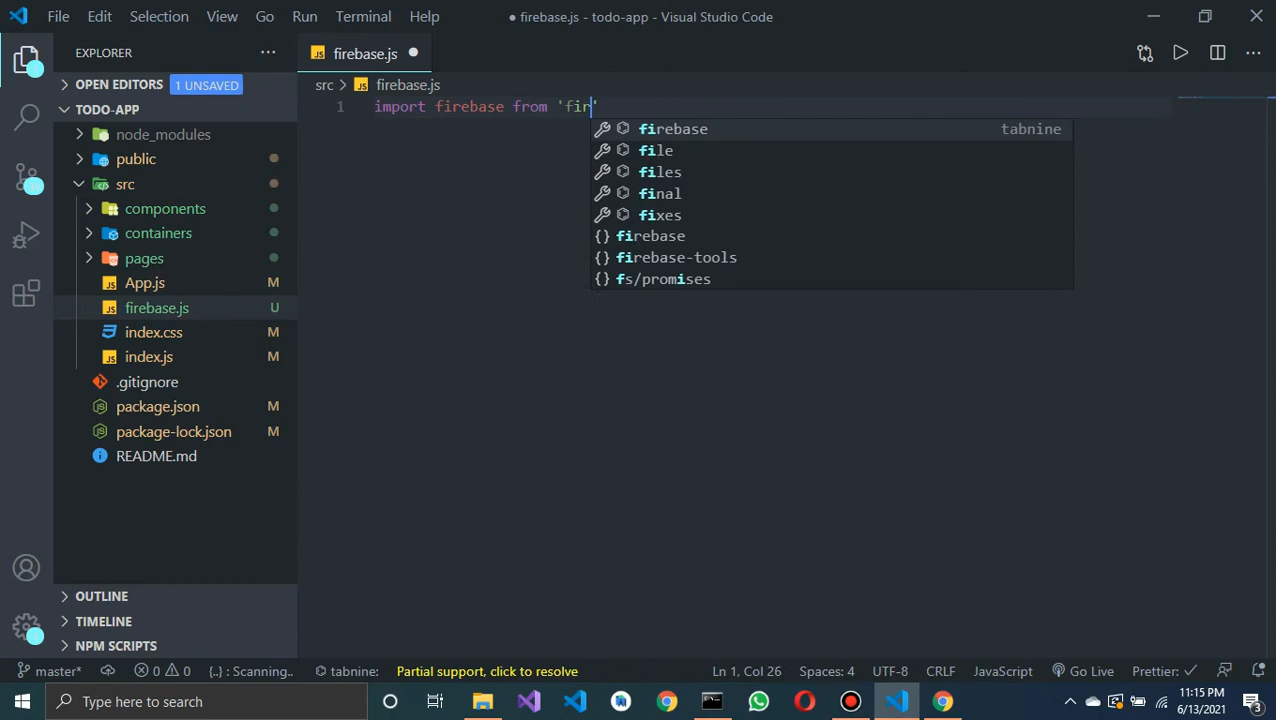 File Edit Selection View Go Run Terminal Help
● firebase.js - todo-app - Visual Studio Code
EXPLORER
firebase.js
OPEN EDITORS 1 UNSAVED
src > firebase.js
TODO-APP
1 import firebase from 'fir'
node_modules
firebase tabnine
public
file
src
files
components
final
containers
fixes
pages
firebase
App.js M
firebase-tools
firebase.js U
fs/promises
index.css M
index.js M
.gitignore
package.json M
package-lock.json M
README.md
OUTLINE
TIMELINE
NPM SCRIPTS
master* 0 0 {..} : Scanning.. tabnine: Partial support, click to resolve Ln 1, Col 26 Spaces: 4 UTF-8 CRLF JavaScript Go Live Prettier: ✓
Type here to search
11:15 PM
6/13/2021
3